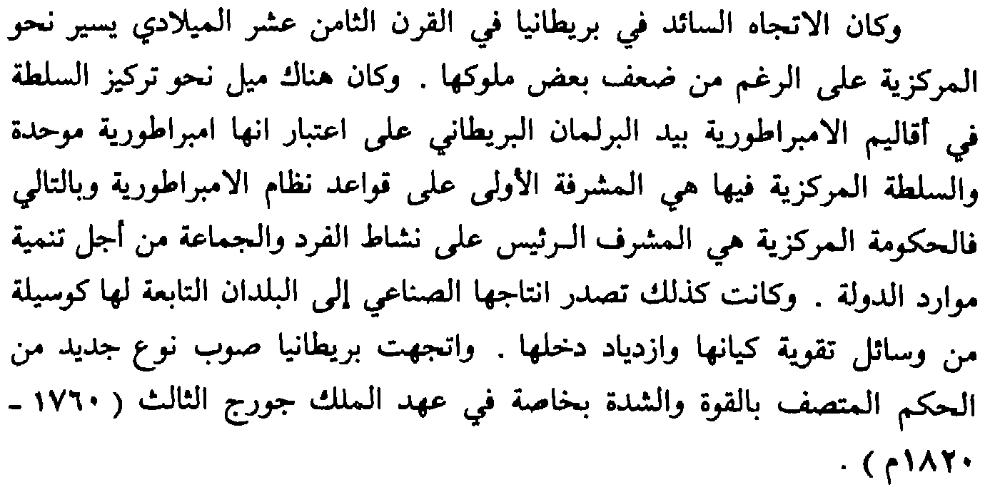 وكان الاتجاه السائد في بريطانيا في القرن الثامن عشر الميلادي يسير نحو
المركزية على الرغم من ضعف بعض ملوكها . وكان هناك ميل نحو تركيز السلطة
في أقاليم الامبراطورية بيد البرلمان البريطاني على اعتبار انها امبراطورية موحدة
والسلطة المركزية فيها هي المشرفة الأولى على قواعد نظام الامبراطورية وبالتالي
فالحكومة المركزية هي المشرف الـرئيس على نشاط الفرد والجماعة من أجل تنمية
موارد الدولة . وكانت كذلك تصدر انتاجها الصناعي إلى البلدان التابعة لها كوسيلة
من وسائل تقوية كيانها وازدياد دخلها . واتجهت بريطانيا صوب نوع جديد من
الحكم المتصف بالقوة والشدة بخاصة في عهد الملك جورج الثالث ( ١٧٦٠ -
١٨٢٠م ) .